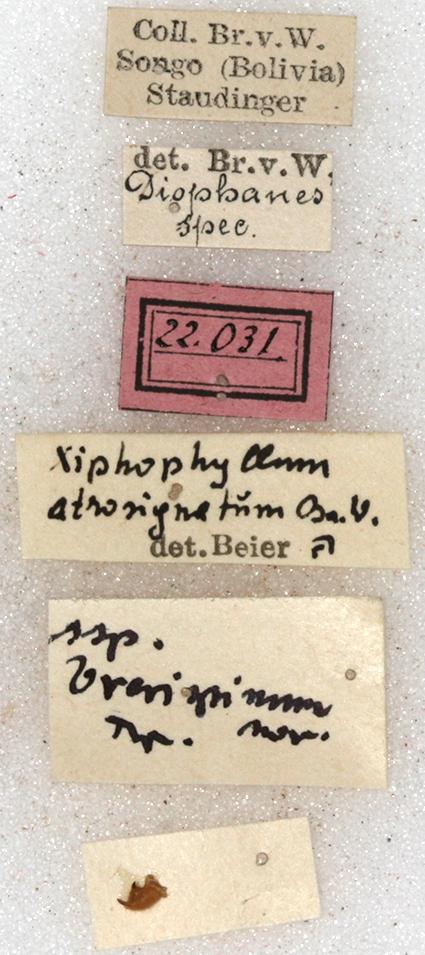 Coll. Br.v.W.
Songo (Bolivia)
Staudinger
det. Br.v.W.
Diophanes
spec.
22.031.
Xiphophyllum
atrosignatum Br.V.
det. Beier
ssp.
brevispinum
nov.